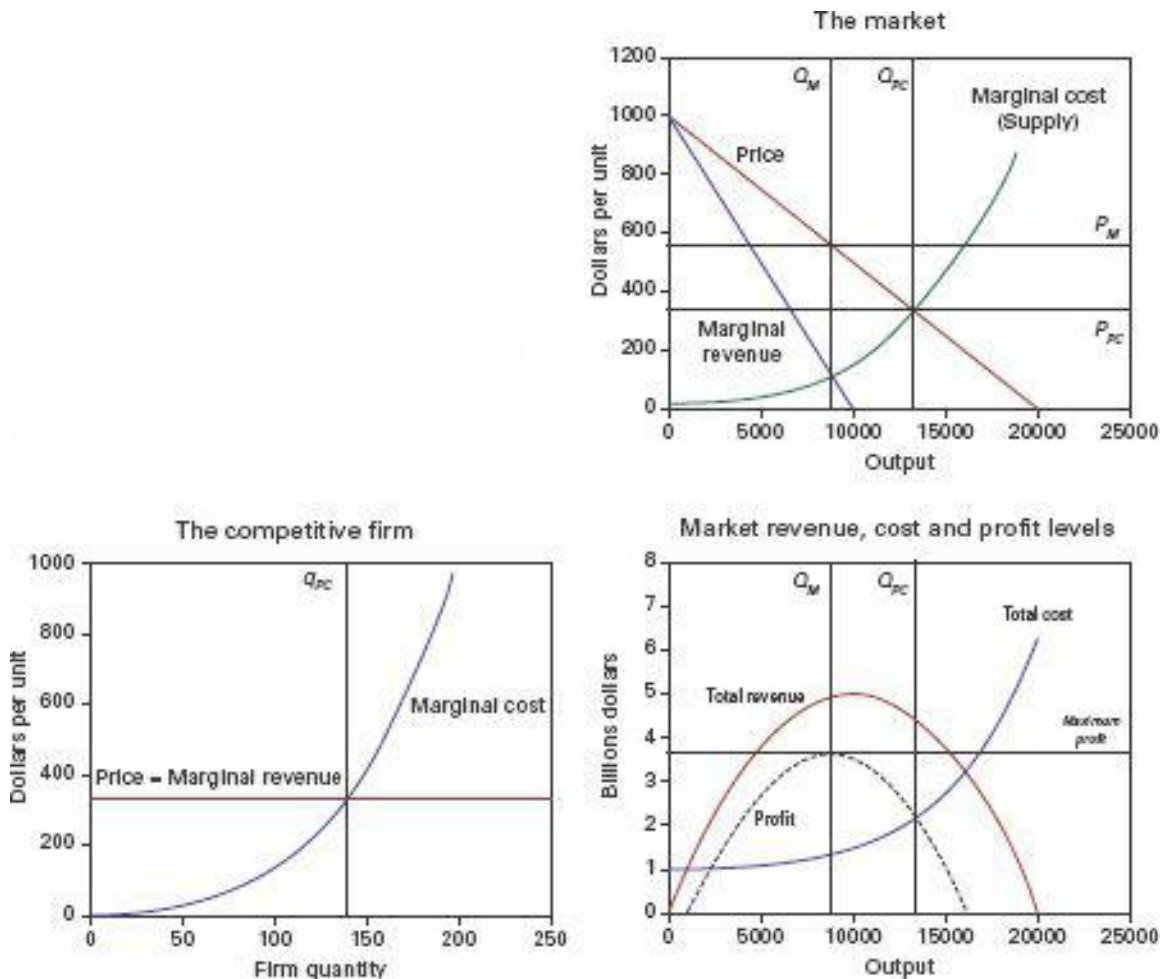 The market
1200
1000
800
600
400
200
0
Dollars per unit
Q_M
Q_PC
Marginal cost
(Supply)
Price
P_M
Marginal
revenue
P_PC
0 5000 10000 15000 20000 25000
Output
The competitive firm
1000
800
600
400
200
0
Dollars per unit
q_PC
Marginal cost
Price = Marginal revenue
0 50 100 150 200 250
Firm quantity
Market revenue, cost and profit levels
8
7
6
5
4
3
2
1
0
Billions dollars
Q_M
Q_PC
Total cost
Total revenue
Maximum
profit
Profit
0 5000 10000 15000 20000 25000
Output